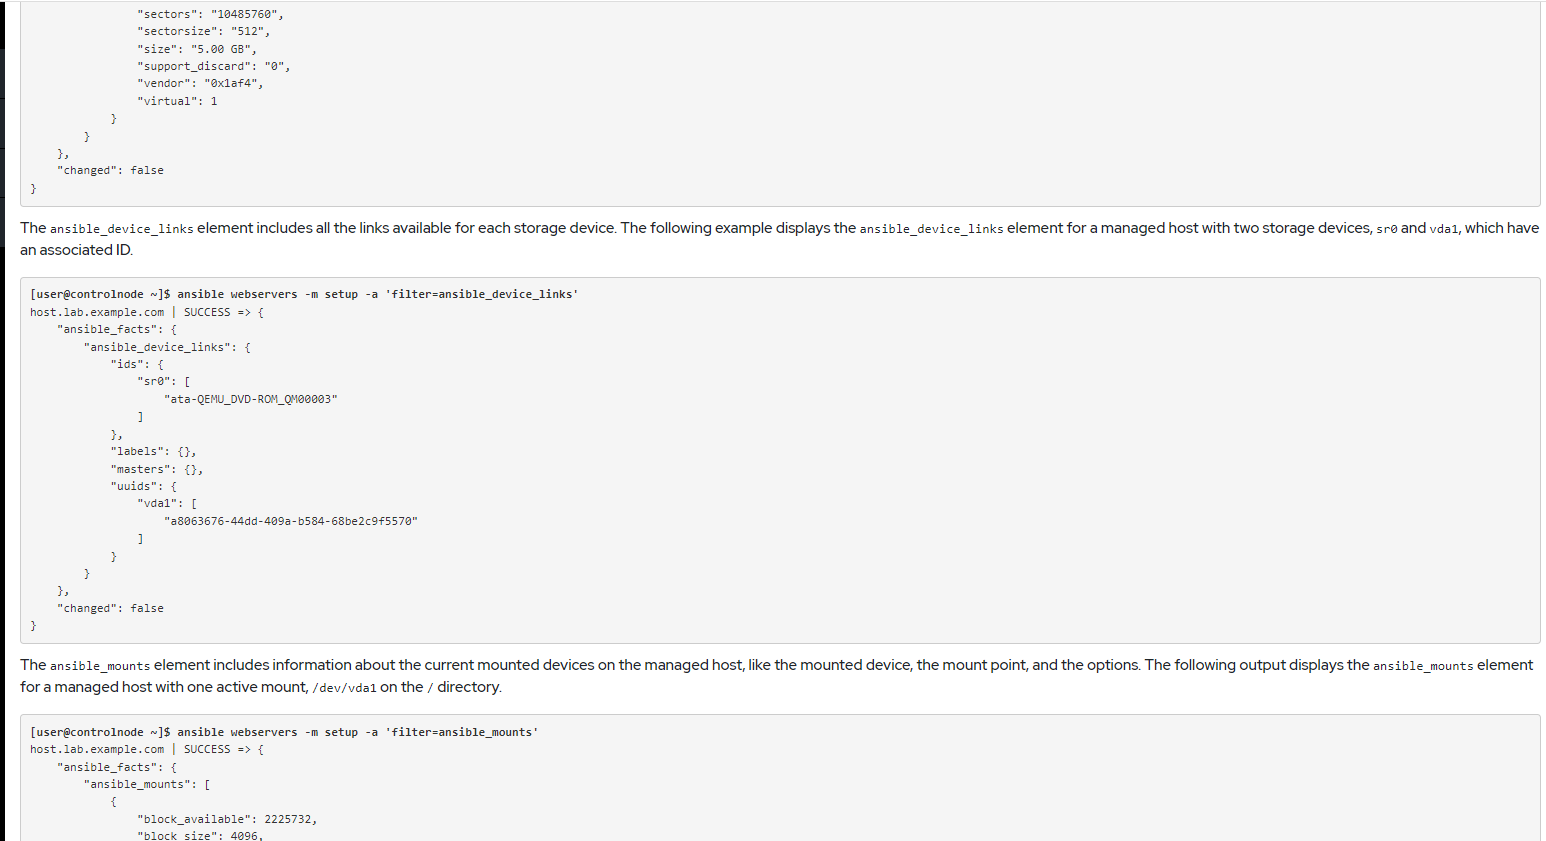 "sectors": "10485760",
"sectorsize": "512",
"size": "5.00 GB",
"support_discard": "0",
"vendor": "0x1af4",
"virtual": 1
}
}
},
"changed": false
}
The ansible_device_links element includes all the links available for each storage device. The following example displays the ansible_device_links element for a managed host with two storage devices, sr0 and vda1, which have
an associated ID.
[user@controlnode ~]$ ansible webservers -m setup -a 'filter=ansible_device_links'
host.lab.example.com | SUCCESS => {
"ansible_facts": {
"ansible_device_links": {
"ids": {
"sr0": [
"ata-QEMU_DVD-ROM_QM00003"
]
},
"labels": {},
"masters": {},
"uuids": {
"vda1": [
"a8063676-44dd-409a-b584-68be2c9f5570"
]
}
}
},
"changed": false
}
The ansible_mounts element includes information about the current mounted devices on the managed host, like the mounted device, the mount point, and the options. The following output displays the ansible_mounts element
for a managed host with one active mount, /dev/vda1 on the / directory.
[user@controlnode ~]$ ansible webservers -m setup -a 'filter=ansible_mounts'
host.lab.example.com | SUCCESS => {
"ansible_facts": {
"ansible_mounts": [
{
"block_available": 2225732,
"block_size": 4096,